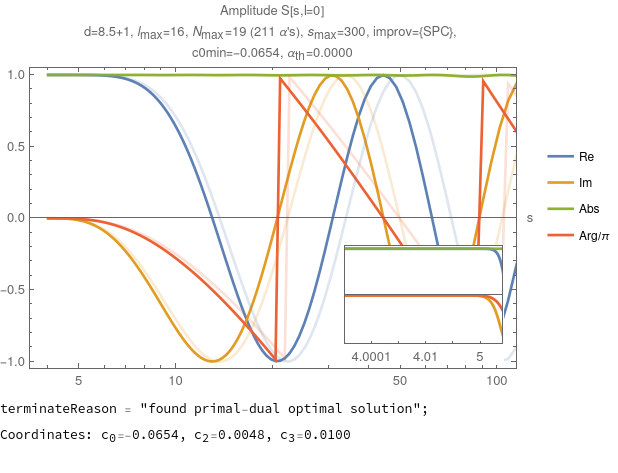 Amplitude S[s,l=0]
d=8.5+1, lmax=16, Nmax=19 (211 α's), smax=300, improv={SPC},
c0min=-0.0654, αth=0.0000
1.0
0.5
0.0
-0.5
-1.0
5
10
50
100
s
4.0001
4.01
5
Re
Im
Abs
Arg/π
terminateReason = "found primal-dual optimal solution";
Coordinates: c0=-0.0654, c2=0.0048, c3=0.0100